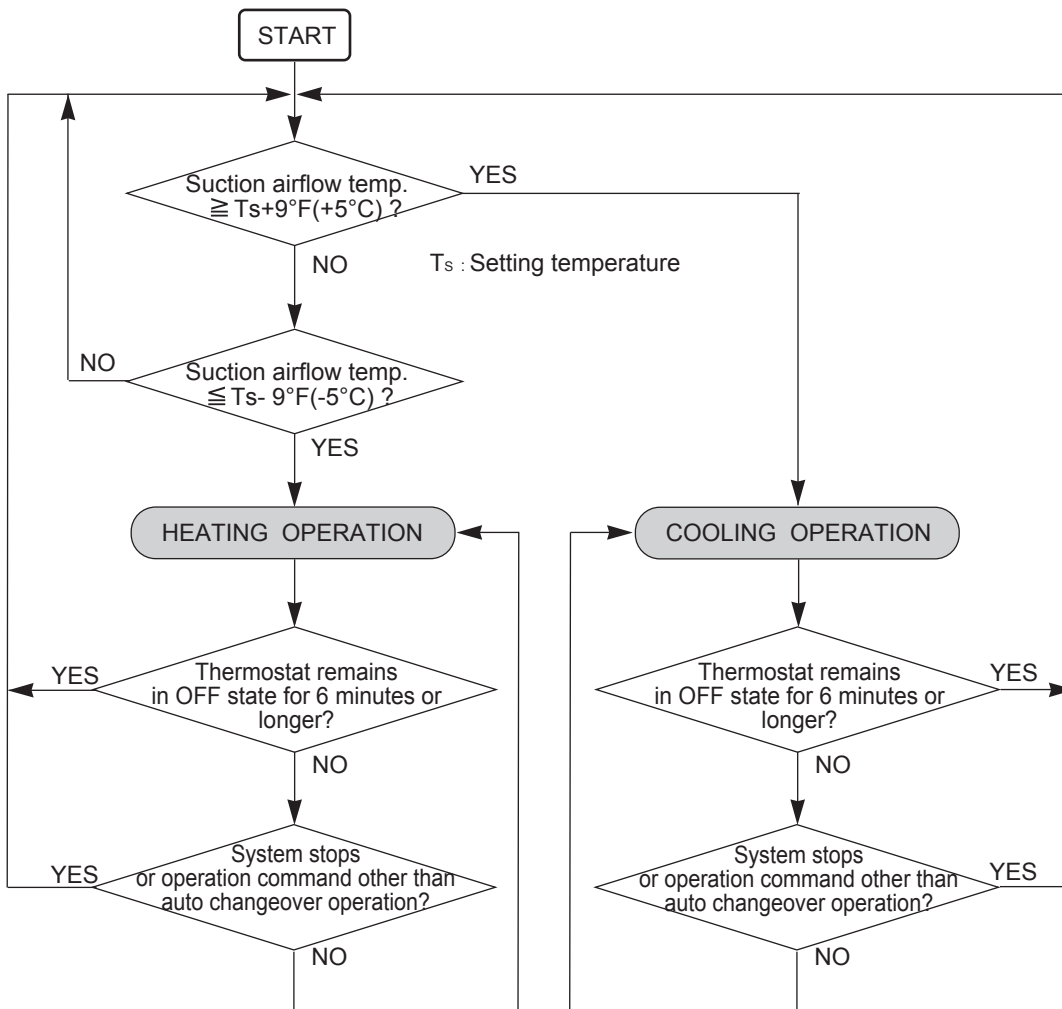 START
Suction airflow temp.
≧ Ts+9°F(+5°C) ?
YES
NO
Ts : Setting temperature
NO
Suction airflow temp.
≦ Ts- 9°F(-5°C) ?
YES
HEATING OPERATION
COOLING OPERATION
YES
Thermostat remains
in OFF state for 6 minutes or
longer?
NO
Thermostat remains
in OFF state for 6 minutes or
longer?
YES
NO
YES
System stops
or operation command other than
auto changeover operation?
NO
System stops
or operation command other than
auto changeover operation?
YES
NO